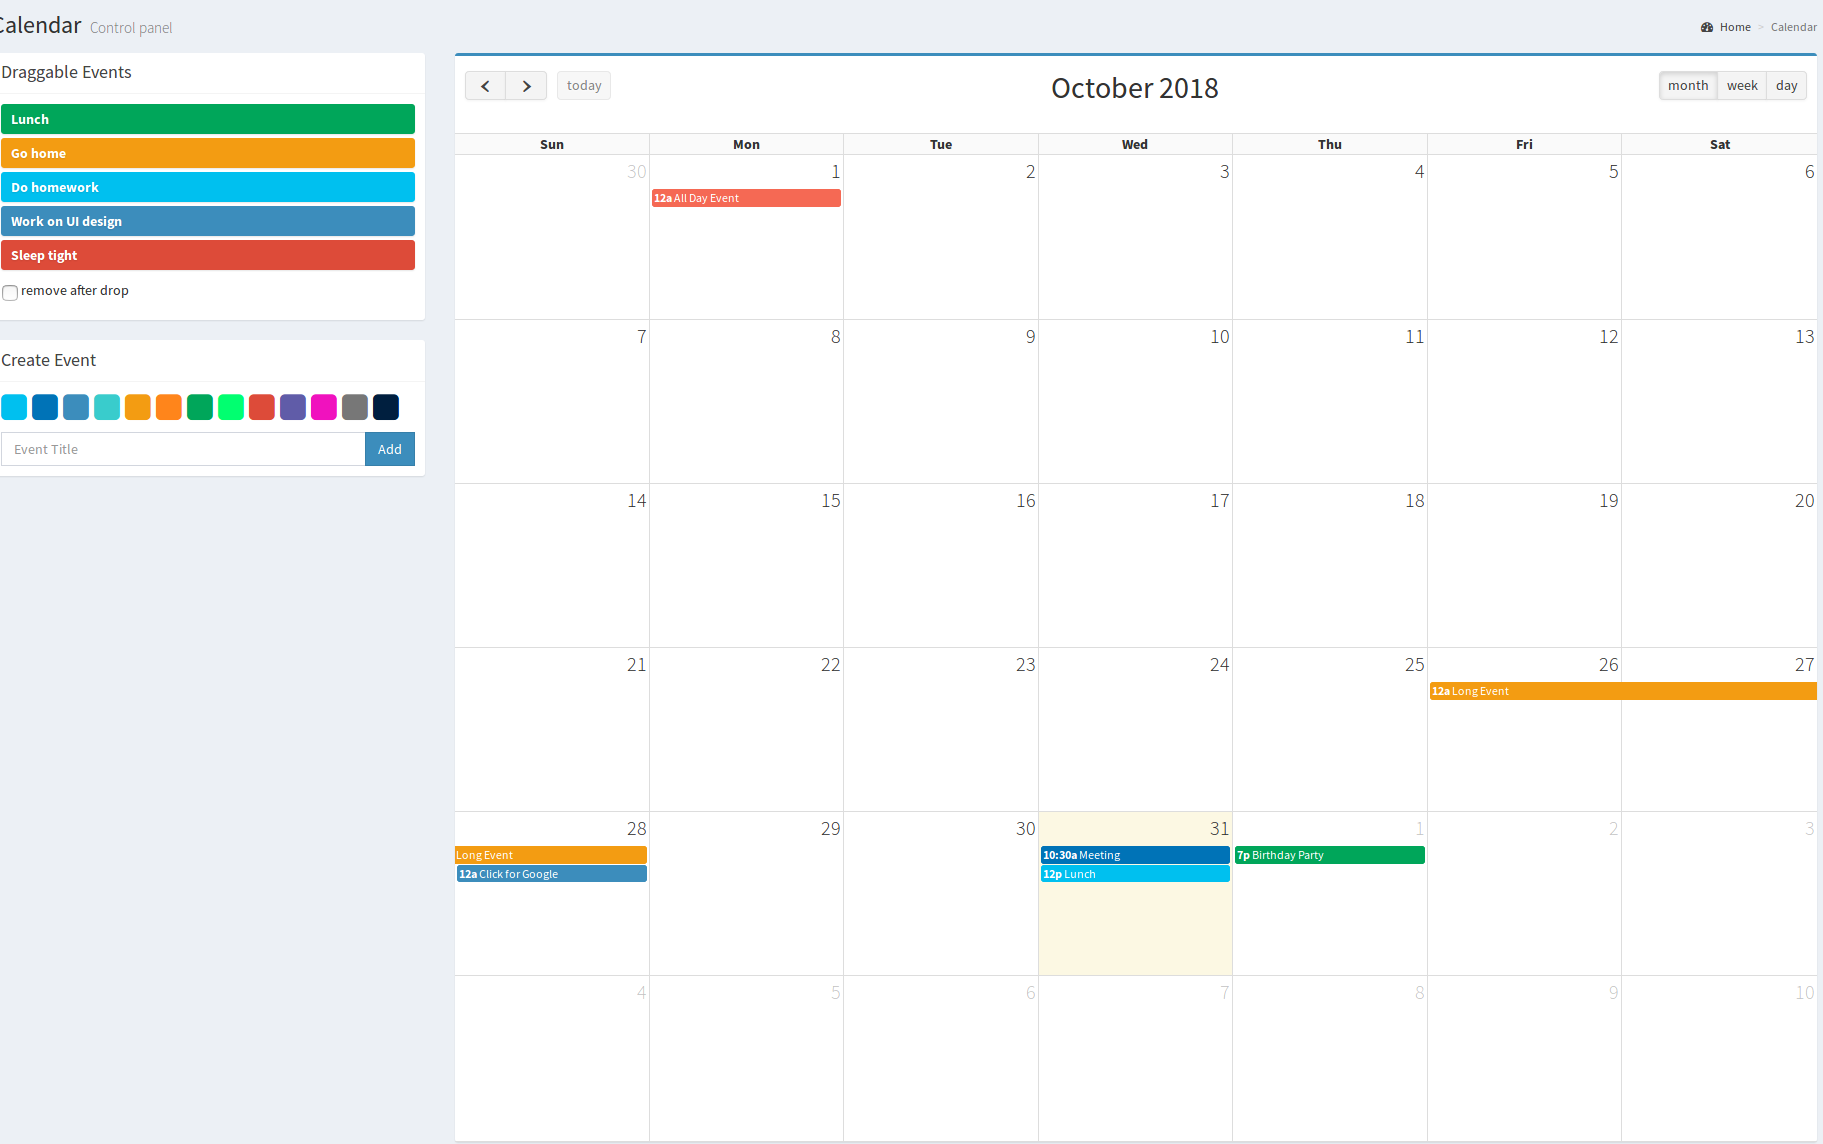 Calendar Control panel
Home > Calendar
Draggable Events
Lunch
Go home
Do homework
Work on UI design
Sleep tight
remove after drop
Create Event
Event Title Add
today
October 2018
month week day
Sun Mon Tue Wed Thu Fri Sat
30 1 2 3 4 5 6
12a All Day Event
7 8 9 10 11 12 13
14 15 16 17 18 19 20
21 22 23 24 25 26 27
12a Long Event
28 29 30 31 1 2 3
Long Event 10:30a Meeting 7p Birthday Party
12a Click for Google 12p Lunch
4 5 6 7 8 9 10